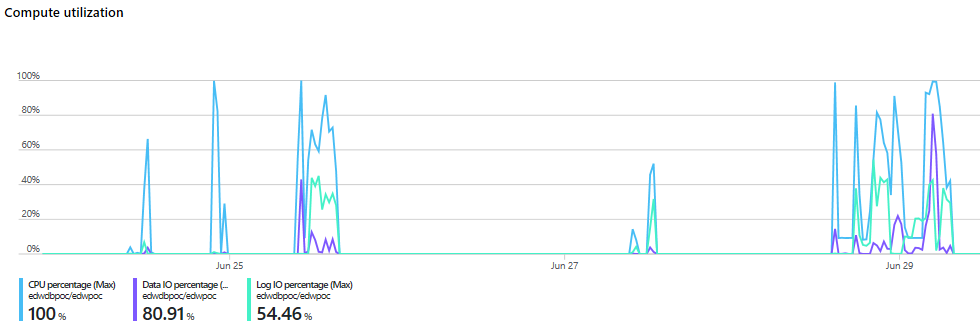 Compute utilization
100%
80%
60%
40%
20%
0%
Jun 25
Jun 27
Jun 29
CPU percentage (Max)
edwdbpoc/edwpoc
100 %
Data IO percentage (...
edwdbpoc/edwpoc
80.91 %
Log IO percentage (Max)
edwdbpoc/edwpoc
54.46 %